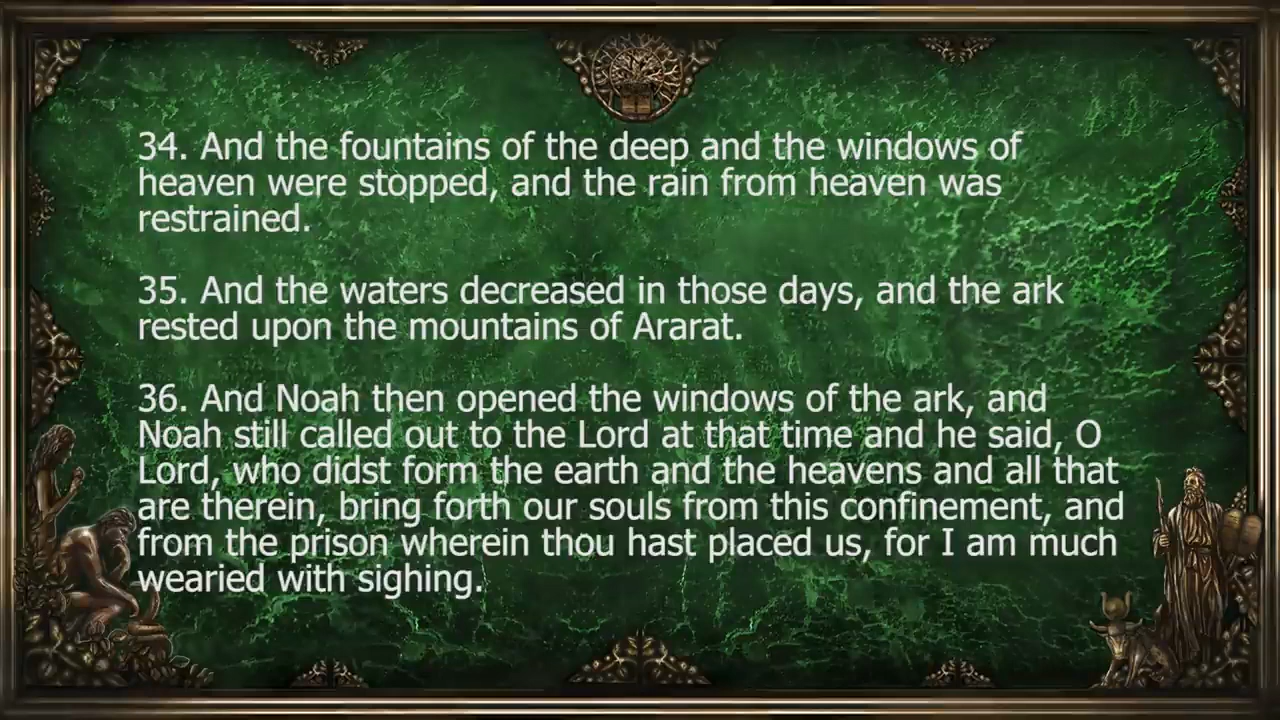 34. And the fountains of the deep and the windows of
heaven were stopped, and the rain from heaven was
restrained.
35. And the waters decreased in those days, and the ark
rested upon the mountains of Ararat.
36. And Noah then opened the windows of the ark, and
Noah still called out to the Lord at that time and he said, O
Lord, who didst form the earth and the heavens and all that
are therein, bring forth our souls from this confinement, and
from the prison wherein thou hast placed us, for I am much
wearied with sighing.